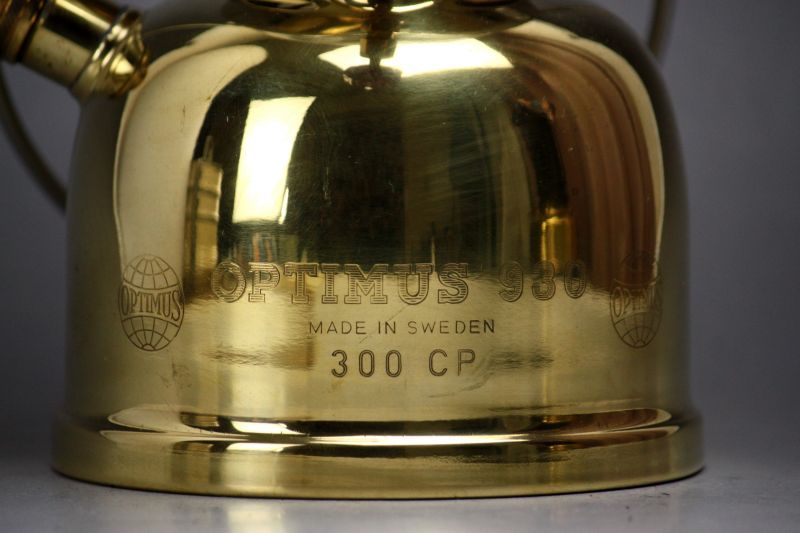 OPTIMUS 930
OPTIMUS
MADE IN SWEDEN
300 CP
OPTIMUS